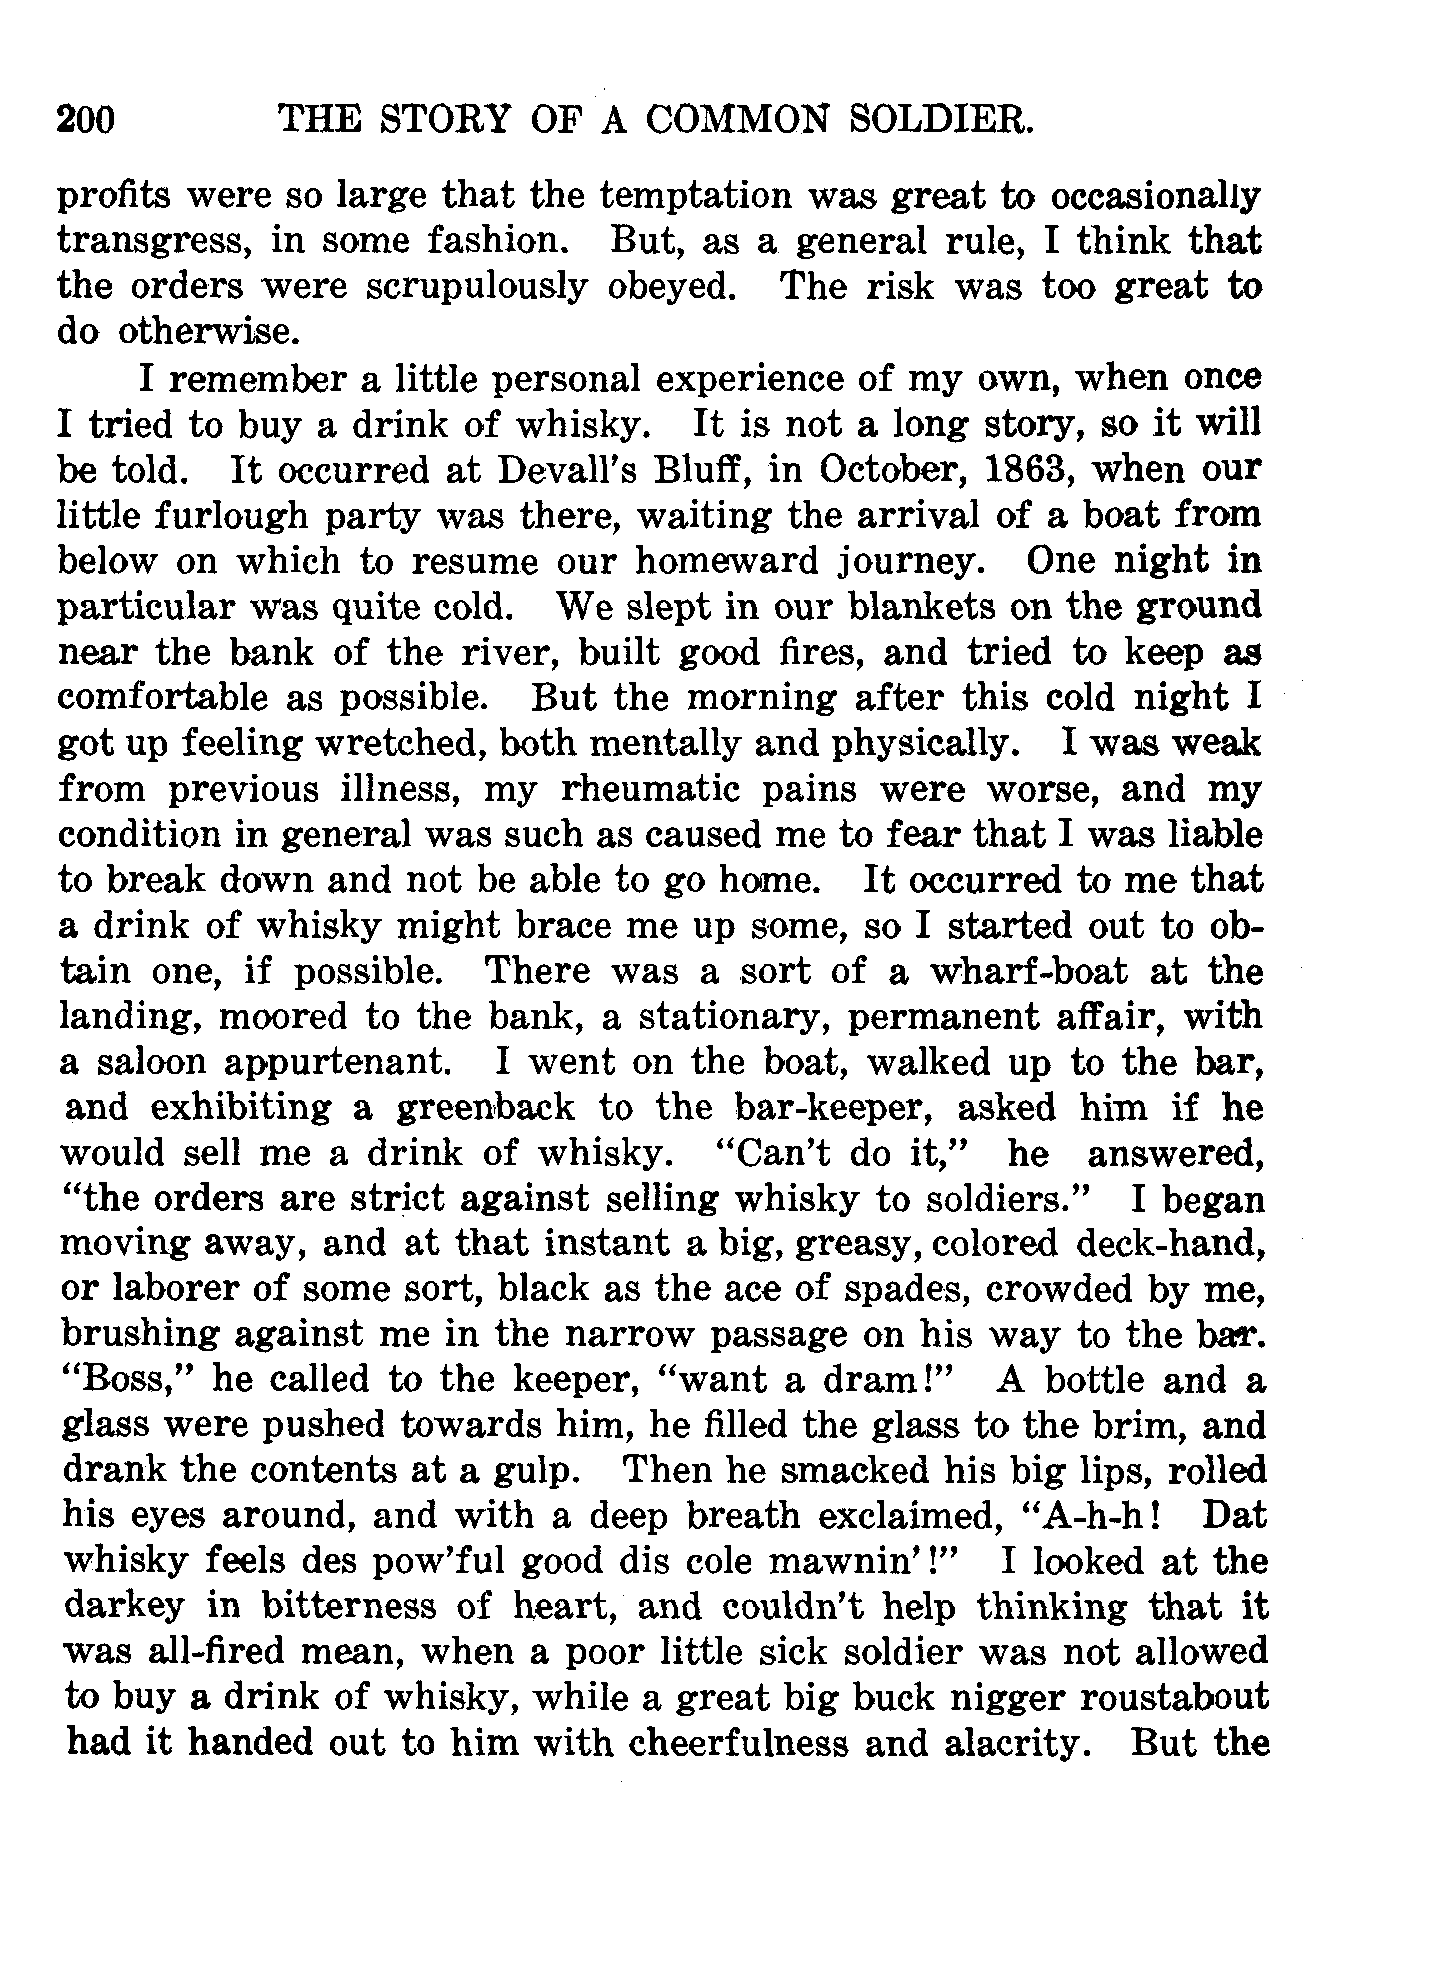 200 THE STORY OF A COMMON SOLDIER.
profits were so large that the temptation was great to occasionally
transgress, in some fashion. But, as a general rule, I think that
the orders were scrupulously obeyed. The risk was too great to
do otherwise.
I remember a little personal experience of my own, when once
I tried to buy a drink of whisky. It is not a long story, so it will
be told. It occurred at Devall's Bluff, in October, 1863, when our
little furlough party was there, waiting the arrival of a boat from
below on which to resume our homeward journey. One night in
particular was quite cold. We slept in our blankets on the ground
near the bank of the river, built good fires, and tried to keep as
comfortable as possible. But the morning after this cold night I
got up feeling wretched, both mentally and physically. I was weak
from previous illness, my rheumatic pains were worse, and my
condition in general was such as caused me to fear that I was liable
to break down and not be able to go home. It occurred to me that
a drink of whisky might brace me up some, so I started out to ob-
tain one, if possible. There was a sort of a wharf-boat at the
landing, moored to the bank, a stationary, permanent affair, with
a saloon appurtenant. I went on the boat, walked up to the bar,
and exhibiting a greenback to the bar-keeper, asked him if he
would sell me a drink of whisky. "Can't do it," he answered,
"the orders are strict against selling whisky to soldiers." I began
moving away, and at that instant a big, greasy, colored deck-hand,
or laborer of some sort, black as the ace of spades, crowded by me,
brushing against me in the narrow passage on his way to the bar.
"Boss," he called to the keeper, "want a dram!" A bottle and a
glass were pushed towards him, he filled the glass to the brim, and
drank the contents at a gulp. Then he smacked his big lips, rolled
his eyes around, and with a deep breath exclaimed, "A-h-h! Dat
whisky feels des pow'ful good dis cole mawnin'!" I looked at the
darkey in bitterness of heart, and couldn't help thinking that it
was all-fired mean, when a poor little sick soldier was not allowed
to buy a drink of whisky, while a great big buck nigger roustabout
had it handed out to him with cheerfulness and alacrity. But the